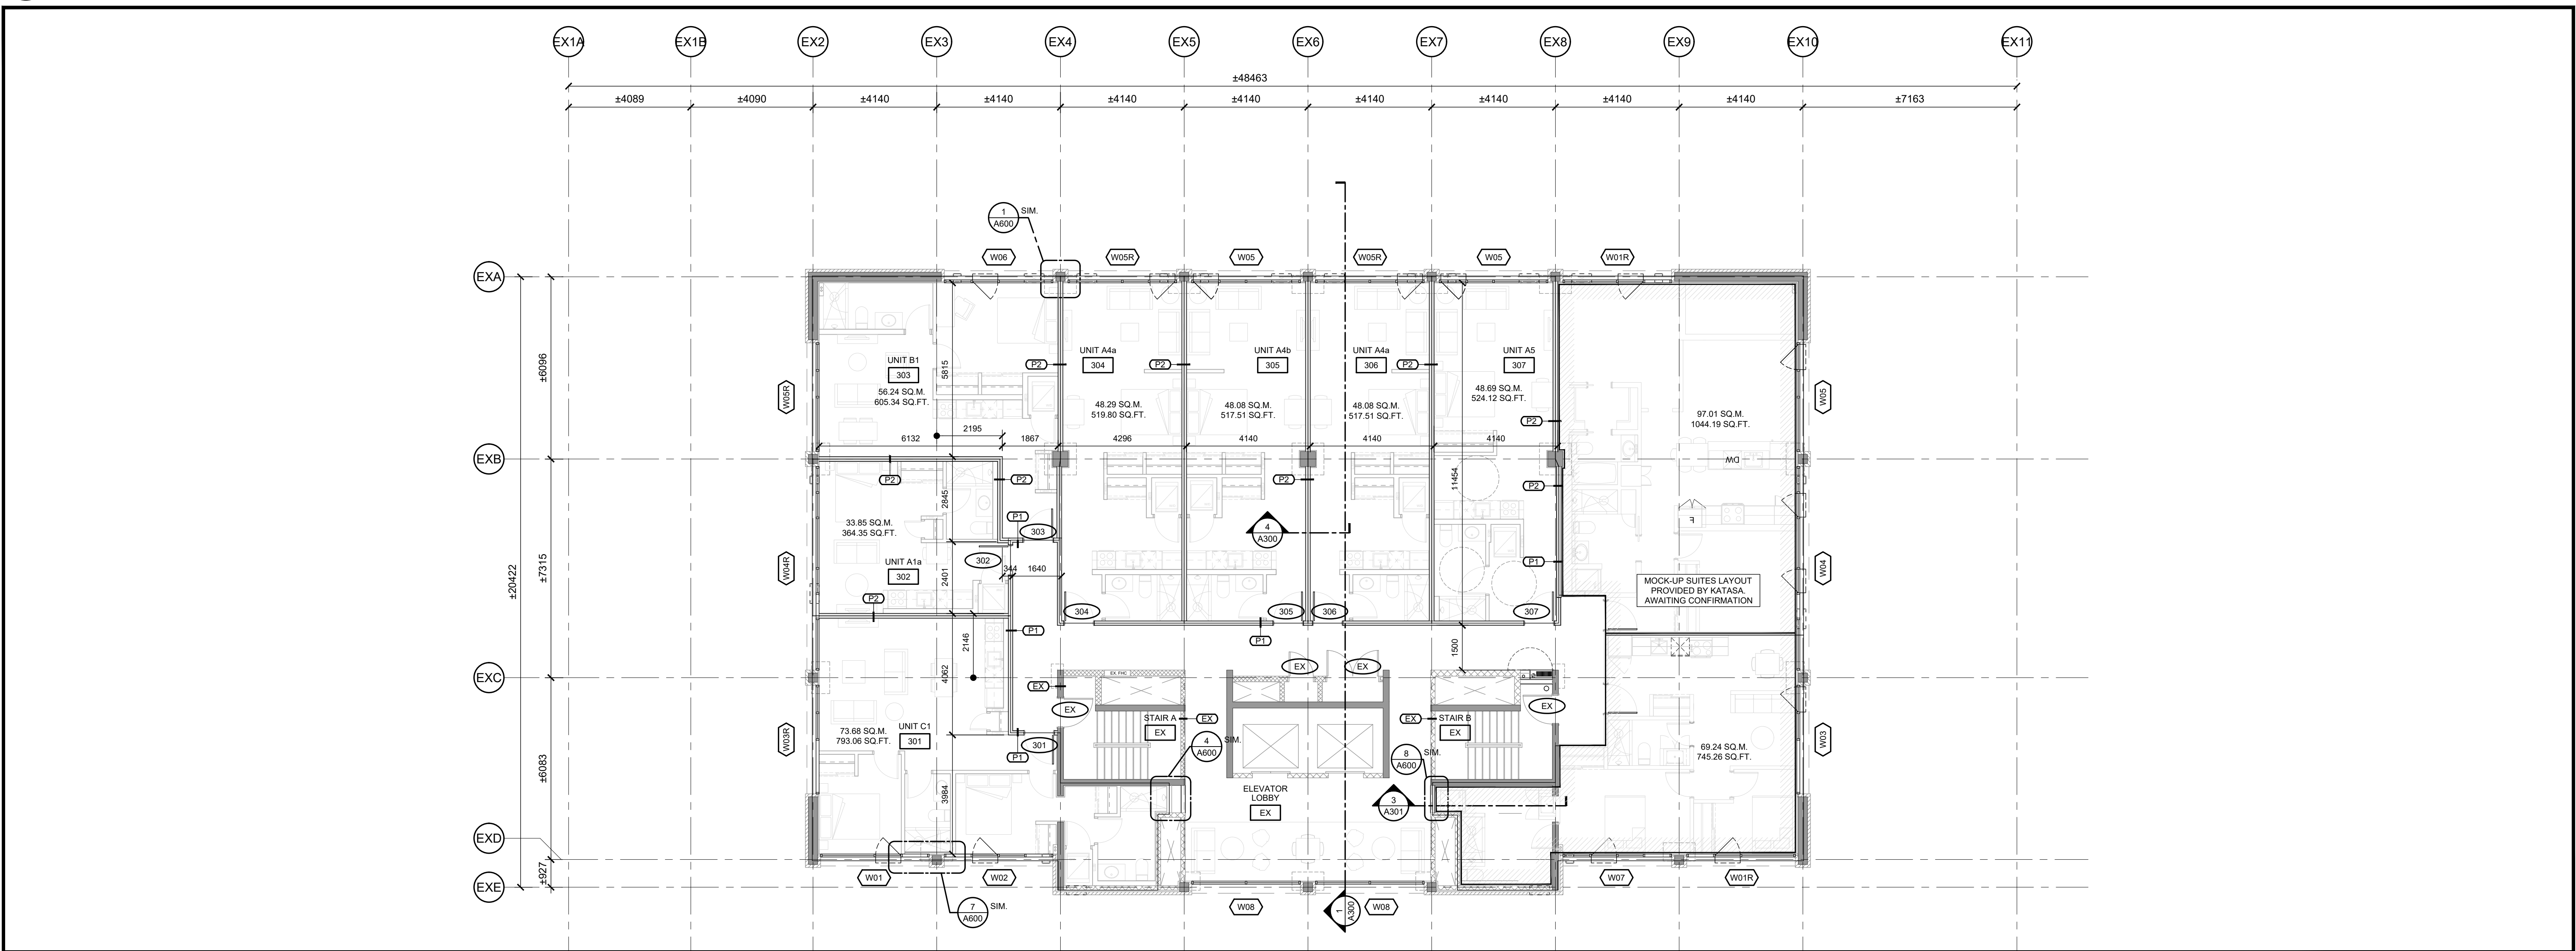 EX1A
EX1B
EX2
EX3
EX4
EX5
EX6
EX7
EX8
EX9
EX10
EX11
±48463
±4089
±4090
±4140
±4140
±4140
±4140
±4140
±4140
±4140
±4140
±7163
1
A600
SIM.
W06
W05R
W05
W05R
W05
W01R
EXA
EXB
EXC
EXD
EXE
±6096
±7315
±6083
±927
±20422
W05R
W04R
W03R
W05
W04
W03
UNIT B1
303
56.24 SQ.M.
605.34 SQ.FT.
5815
P2
UNIT A4a
304
48.29 SQ.M.
519.80 SQ.FT.
P2
UNIT A4b
305
48.08 SQ.M.
517.51 SQ.FT.
UNIT A4a
306
48.08 SQ.M.
517.51 SQ.FT.
P2
UNIT A5
307
48.69 SQ.M.
524.12 SQ.FT.
P2
97.01 SQ.M.
1044.19 SQ.FT.
2195
6132
1867
4296
4140
4140
4140
DW
F
P2
P2
2845
P2
P2
11454
33.85 SQ.M.
364.35 SQ.FT.
P1
303
4
A300
UNIT A1a
302
302
2401
344
1640
P1
MOCK-UP SUITES LAYOUT
PROVIDED BY KATASA.
AWAITING CONFIRMATION
P2
304
305
306
307
P1
P1
2146
1500
4062
EX
EX
EX FHC
EX
EX
EX
UNIT C1
301
73.68 SQ.M.
793.06 SQ.FT.
301
P1
STAIR A
EX
EX
EX
STAIR B
EX
4
A600
SIM.
8
A600
SIM.
69.24 SQ.M.
745.26 SQ.FT.
3984
ELEVATOR
LOBBY
EX
3
A301
W01
W02
W07
W01R
7
A600
SIM.
W08
1
A300
W08